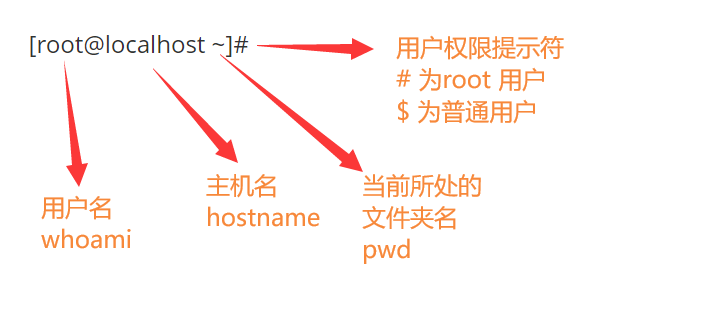 [root@localhost ~]#
用户权限提示符
# 为root 用户
$ 为普通用户
用户名
whoami
主机名
hostname
当前所处的
文件夹名
pwd